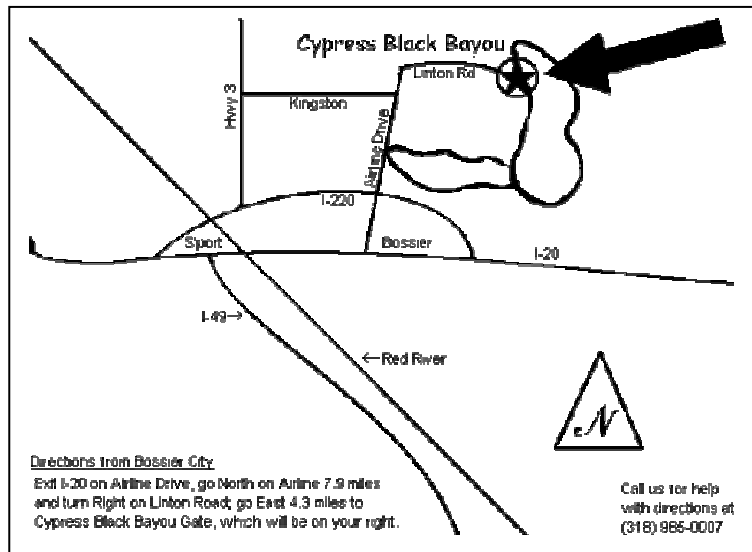 Cypress Black Bayou
Linton Rd
Hwy 3
Kingston
Airline Drive
I-220
Sport
Bossier
I-20
I-49→
←Red River
N
Directions from Bossier City
Exit I-20 on Airline Drive, go North on Airline 7.9 miles
and turn Right on Linton Road; go East 4.3 miles to
Cypress Black Bayou Gate, which will be on your right.
Call us for help
with directions at
(318) 965-0007